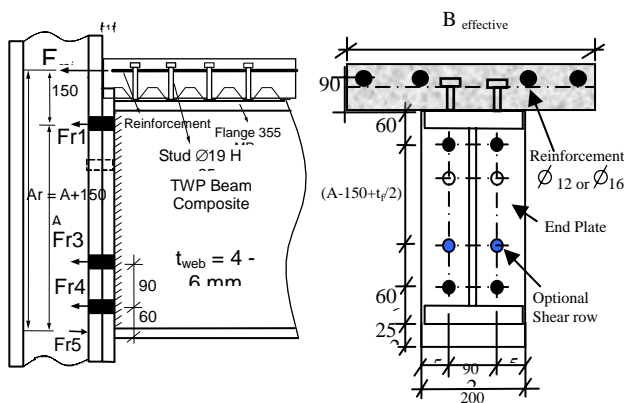 B effective
F
150
Fr1
Reinforcement
Flange 355
Stud Ø19 H
TWP Beam
Composite
Ar = A+150
A
Fr3
tweb = 4 -
6 mm
Fr4
90
60
Fr5
90
60
(A-150+tf/2)
Reinforcement
Ø 12 or Ø16
End Plate
60
Optional
Shear row
25
90
200